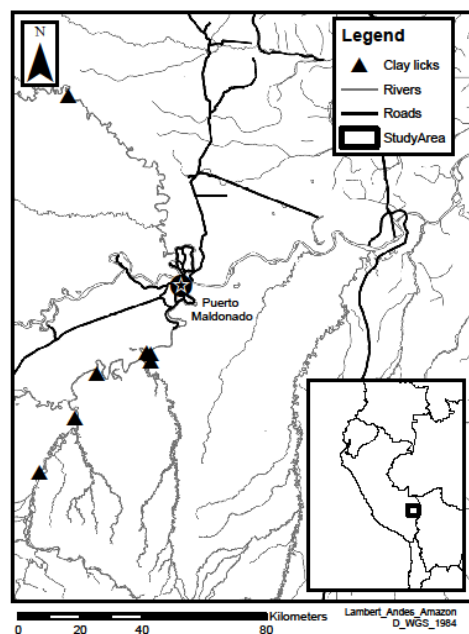 N
Legend
Clay licks
Rivers
Roads
StudyArea
Puerto
Maldonado
Kilometers
0 20 40 80
Lambert_Andes_Amazon
D_WGS_1984